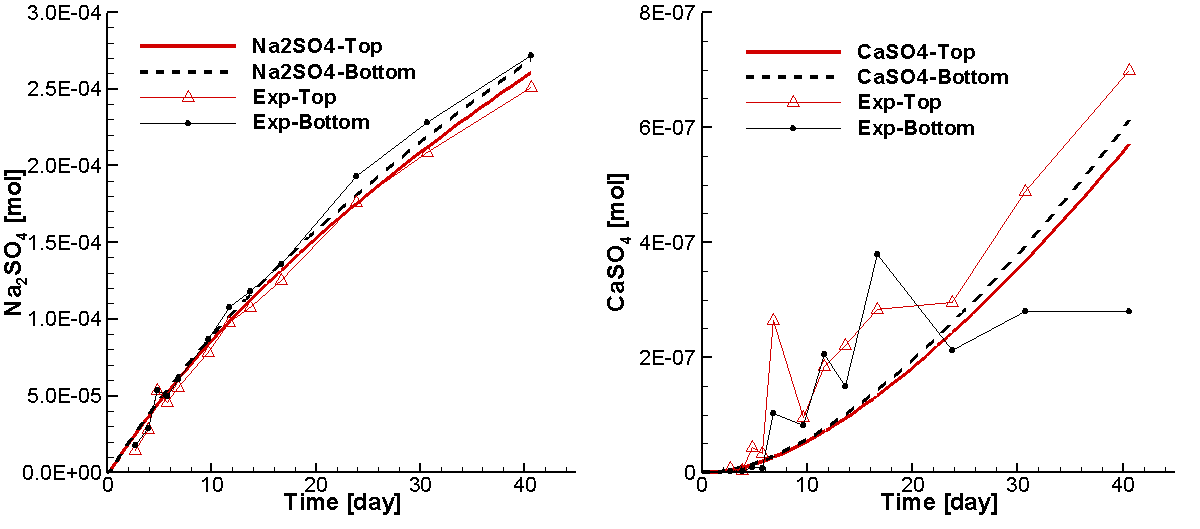 3.0E-04
2.5E-04
2.0E-04
1.5E-04
1.0E-04
5.0E-05
0.0E+00
Na2SO4 [mol]
Na2SO4-Top
Na2SO4-Bottom
Exp-Top
Exp-Bottom
0 10 20 30 40
Time [day]
8E-07
6E-07
4E-07
2E-07
0
CaSO4 [mol]
CaSO4-Top
CaSO4-Bottom
Exp-Top
Exp-Bottom
0 10 20 30 40
Time [day]